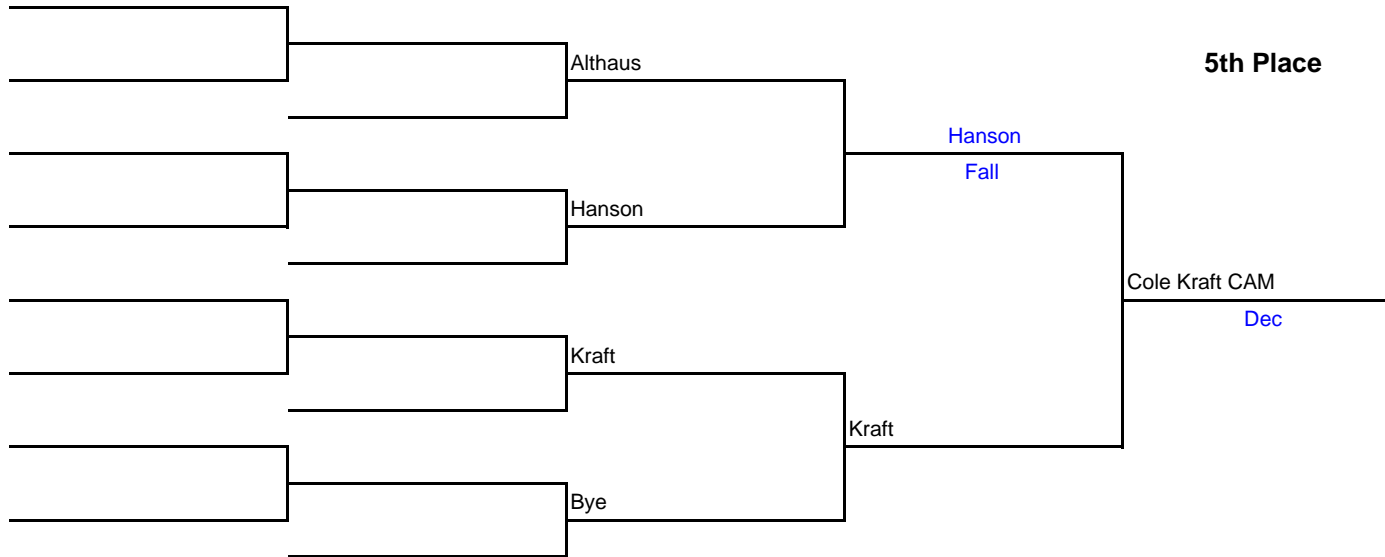 Althaus
5th Place
Hanson
Fall
Hanson
Cole Kraft CAM
Dec
Kraft
Kraft
Bye